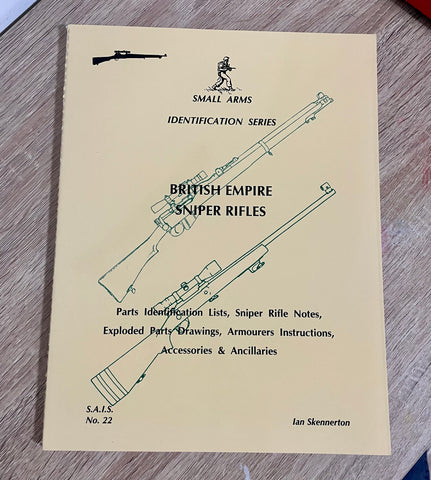 SMALL ARMS
IDENTIFICATION SERIES
BRITISH EMPIRE
SNIPER RIFLES
Parts Identification Lists, Sniper Rifle Notes,
Exploded Parts Drawings, Armourers Instructions,
Accessories & Ancillaries
S.A.I.S.
No. 22
Ian Skennerton